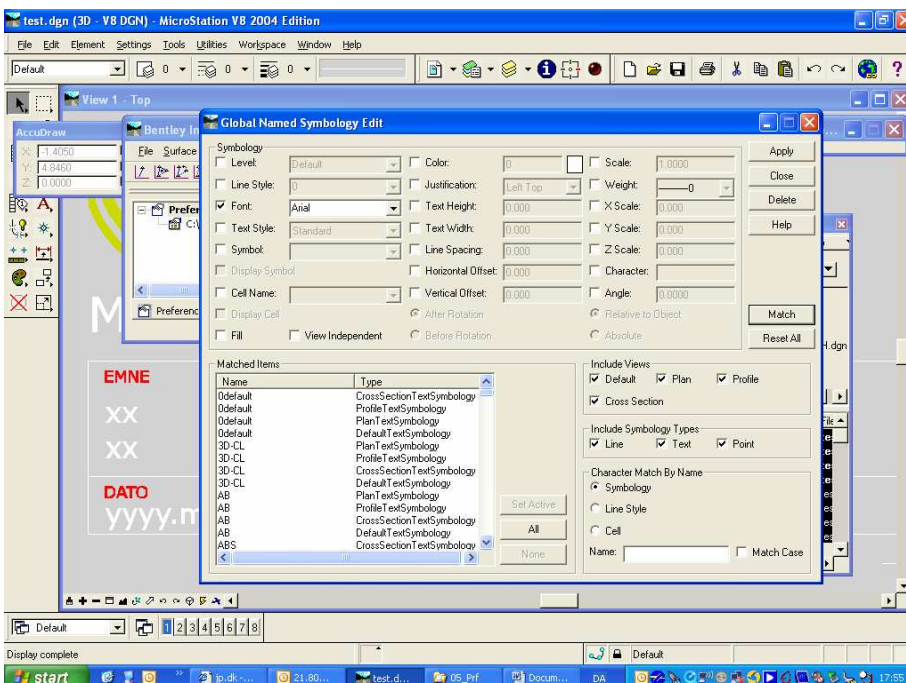 test.dgn (3D - V8 DGN) - MicroStation V8 2004 Edition
File Edit Element Settings Tools Utilities Workspace Window Help
Default 0 0 0
View 1 - Top
AccuDraw
X: -1.4050
Y: 4.8460
Z: 0.0000
Bentley In
File Surface
Prefer
C:\
Preferenc
Global Named Symbology Edit
Symbology
Level: Default Color: 0 Scale: 1.0000
Line Style: 0 Justification: Left Top Weight: 0
Font: Arial Text Height: 0.000 X Scale: 0.000
Text Style: Standard Text Width: 0.000 Y Scale: 0.000
Symbol: Line Spacing: 0.000 Z Scale: 0.000
Display Symbol Horizontal Offset: 0.000 Character:
Cell Name: Vertical Offset: 0.000 Angle: 0.0000
Display Cell After Rotation Relative to Object
Fill View Independent Before Rotation Absolute
Apply
Close
Delete
Help
Match
Reset All
Matched Items
Name Type
0default CrossSectionTextSymbology
0default ProfileTextSymbology
0default PlanTextSymbology
0default DefaultTextSymbology
3D-CL PlanTextSymbology
3D-CL ProfileTextSymbology
3D-CL CrossSectionTextSymbology
3D-CL DefaultTextSymbology
AB PlanTextSymbology
AB ProfileTextSymbology
AB CrossSectionTextSymbology
AB DefaultTextSymbology
ABS CrossSectionTextSymbology
Set Active
All
None
Include Views
Default Plan Profile
Cross Section
Include Symbology Types
Line Text Point
Character Match By Name
Symbology
Line Style
Cell
Name: Match Case
H.dgn
File
M
EMNE
xx
xx
DATO
yyyy.m
Default 1 2 3 4 5 6 7 8
Display complete Default
start jp.dk -... 21.80... test.d... 05_Prf Docum... DA 17:55